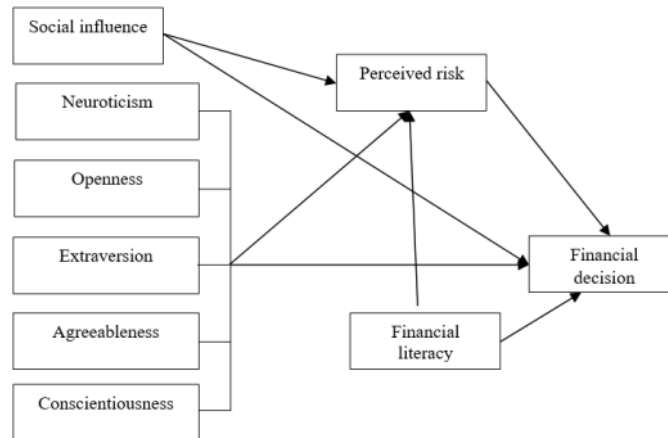 Social influence
Perceived risk
Neuroticism
Openness
Extraversion
Financial
decision
Agreeableness
Financial
literacy
Conscientiousness